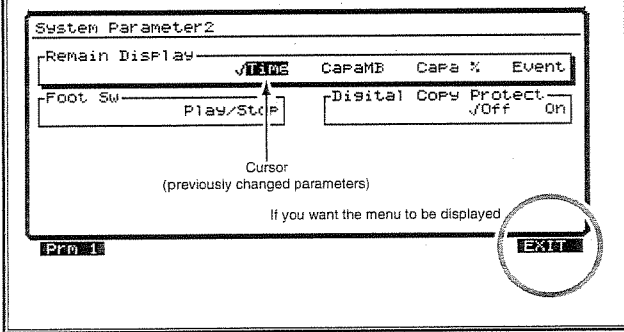 System Parameter2
Remain Display
√Time CapaMB Capa % Event
Foot Sw
Play/Stop
Digital Copy Protect
√Off On
Cursor
(previously changed parameters)
If you want the menu to be displayed
Prm 1 EXIT